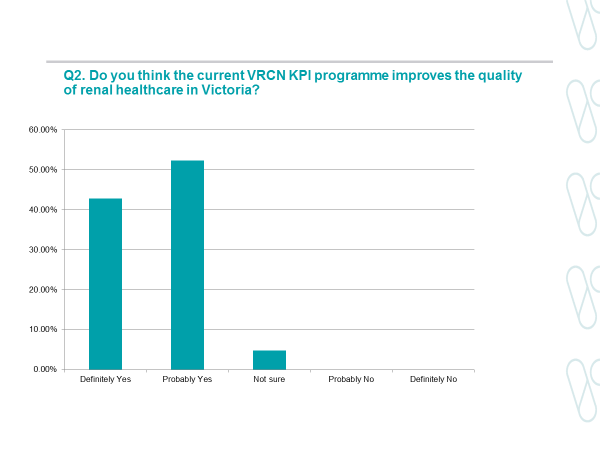 Q2. Do you think the current VRCN KPI programme improves the quality
of renal healthcare in Victoria?
60.00%
50.00%
40.00%
30.00%
20.00%
10.00%
0.00%
Definitely Yes
Probably Yes
Not sure
Probably No
Definitely No